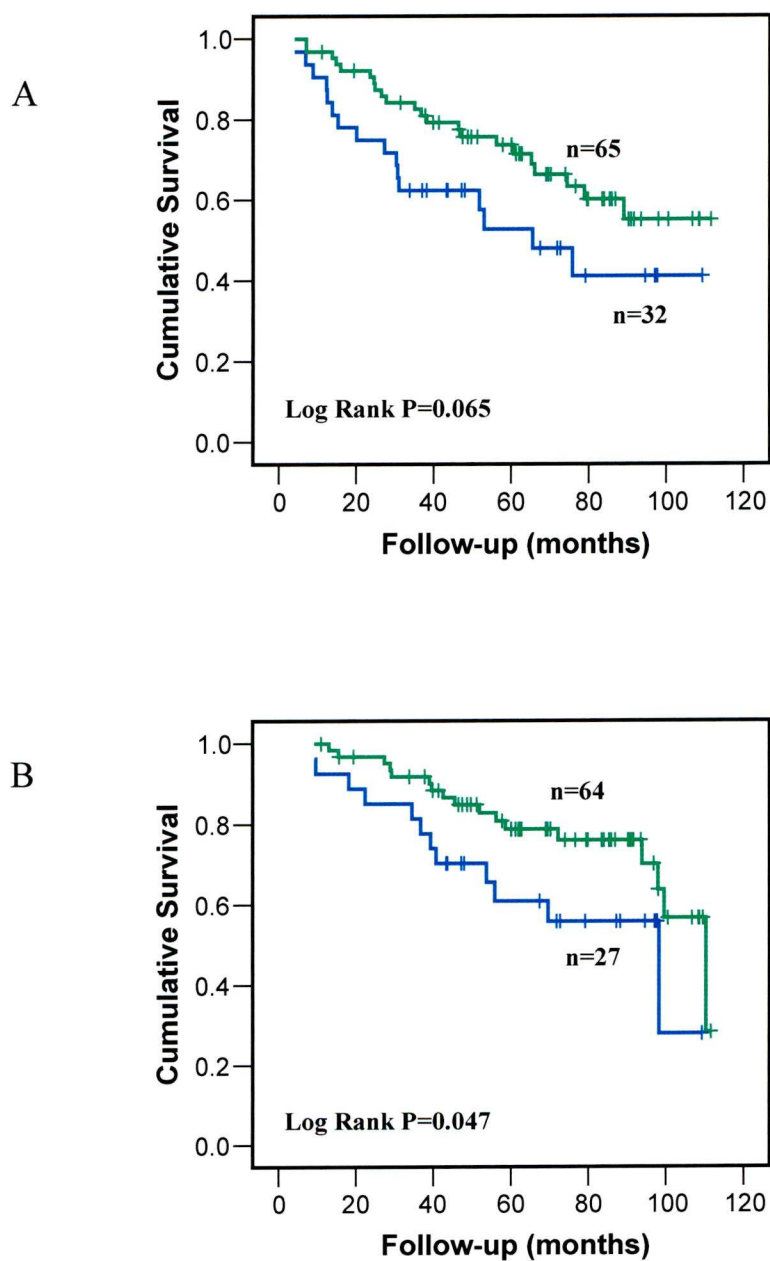 A
Cumulative Survival
1.0
0.8
0.6
0.4
0.2
0.0
n=65
n=32
Log Rank P=0.065
0 20 40 60 80 100 120
Follow-up (months)
B
Cumulative Survival
1.0
0.8
0.6
0.4
0.2
0.0
n=64
n=27
Log Rank P=0.047
0 20 40 60 80 100 120
Follow-up (months)